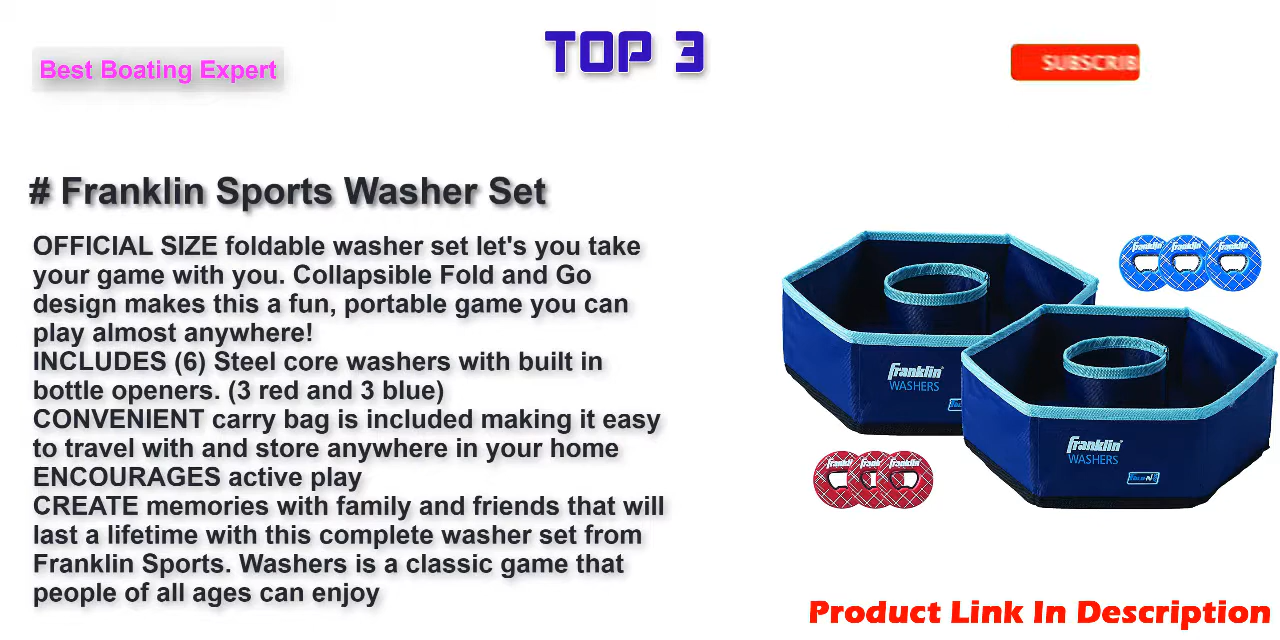 TOP 3
Best Boating Expert
SUBSCRIB
# Franklin Sports Washer Set
OFFICIAL SIZE foldable washer set let's you take
your game with you. Collapsible Fold and Go
design makes this a fun, portable game you can
play almost anywhere!
INCLUDES (6) Steel core washers with built in
bottle openers. (3 red and 3 blue)
CONVENIENT carry bag is included making it easy
to travel with and store anywhere in your home
ENCOURAGES active play
CREATE memories with family and friends that will
last a lifetime with this complete washer set from
Franklin Sports. Washers is a classic game that
people of all ages can enjoy
Franklin Franklin Franklin
Franklin
WASHERS
Franklin
WASHERS
Franklin Franklin
Product Link In Description